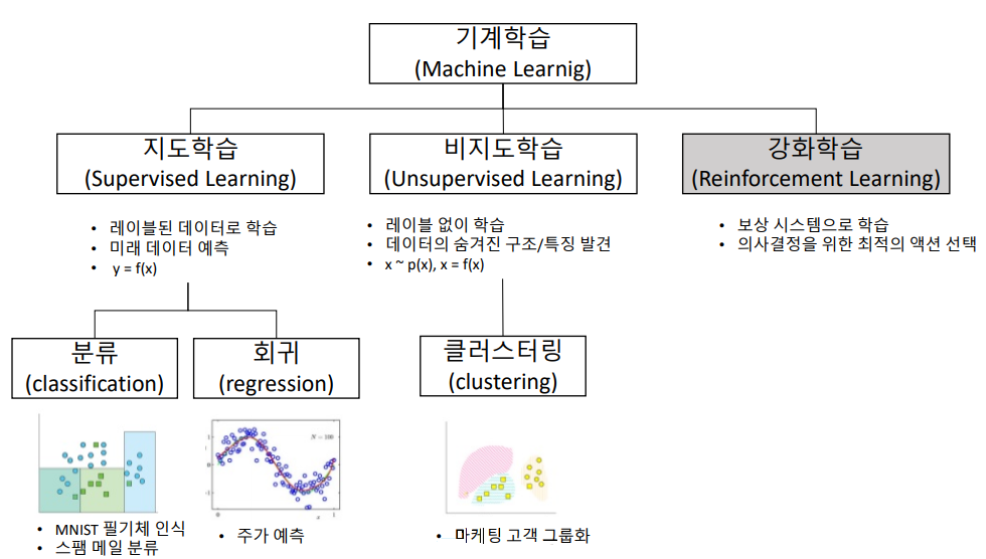 기계학습
(Machine Learnig)
지도학습
(Supervised Learning)
비지도학습
(Unsupervised Learning)
강화학습
(Reinforcement Learning)
• 레이블된 데이터로 학습
• 미래 데이터 예측
• y = f(x)
• 레이블 없이 학습
• 데이터의 숨겨진 구조/특징 발견
• x ~ p(x), x = f(x)
• 보상 시스템으로 학습
• 의사결정을 위한 최적의 액션 선택
분류
(classification)
회귀
(regression)
클러스터링
(clustering)
N = 100
1
0
-1
0
x
1
• MNIST 필기체 인식
• 스팸 메일 분류
• 주가 예측
• 마케팅 고객 그룹화